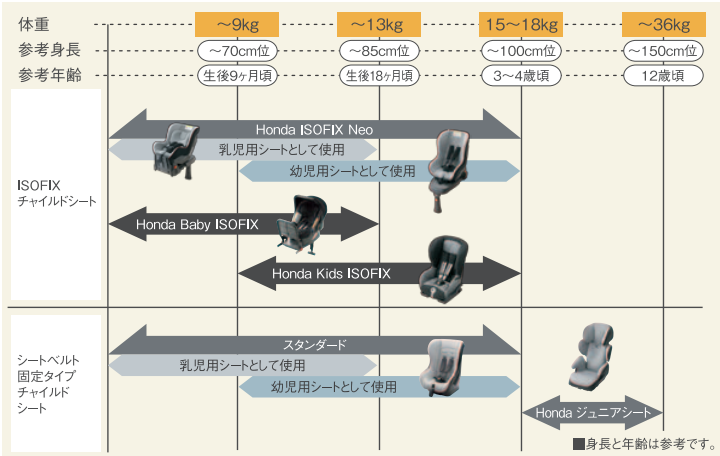 体重 ～9kg ～13kg 15～18kg ～36kg
参考身長 ～70cm位 ～85cm位 ～100cm位 ～150cm位
参考年齢 生後9ヶ月頃 生後18ヶ月頃 3～4歳頃 12歳頃
ISOFIX
チャイルドシート
Honda ISOFIX Neo
乳児用シートとして使用
幼児用シートとして使用
Honda Baby ISOFIX
Honda Kids ISOFIX
シートベルト
固定タイプ
チャイルド
シート
スタンダード
乳児用シートとして使用
幼児用シートとして使用
Honda ジュニアシート
■身長と年齢は参考です。